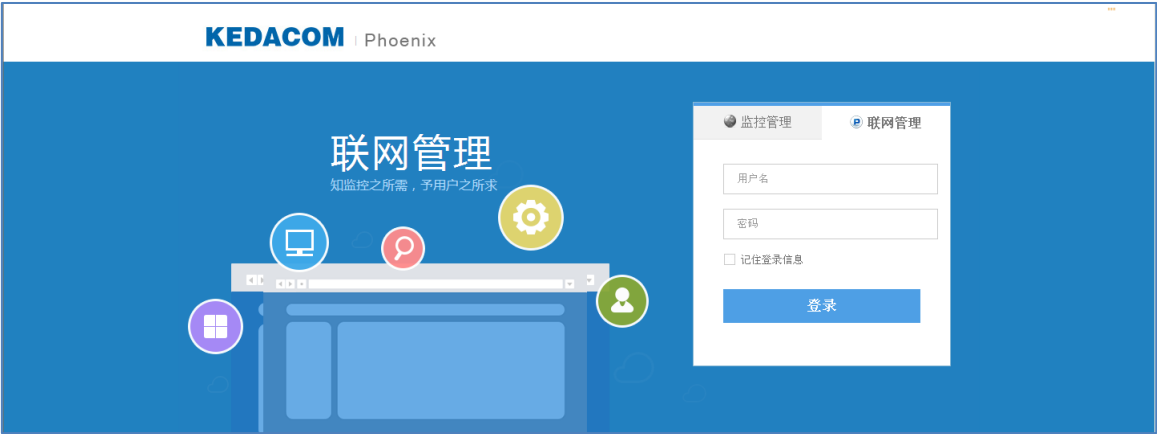 KEDACOM | Phoenix
联网管理
知监控之所需，予用户之所求
监控管理
联网管理
用户名
密码
记住登录信息
登录